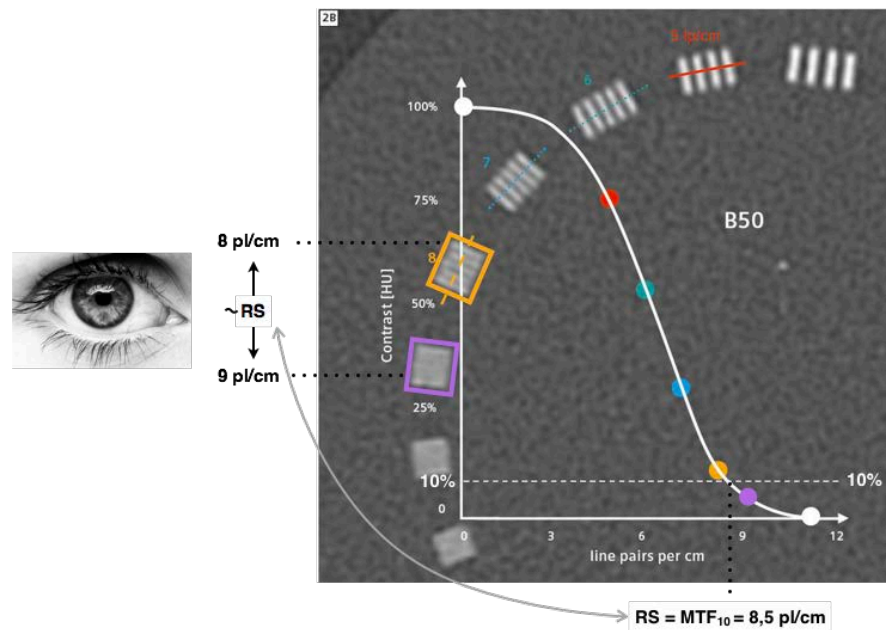 2B
5 lp/cm
6
100%
7
75%
B50
8 pl/cm
8
~RS
50%
Contrast [HU]
9 pl/cm
25%
10%
10%
0
0 3 6 9 12
line pairs per cm
RS = MTF₁₀ = 8,5 pl/cm